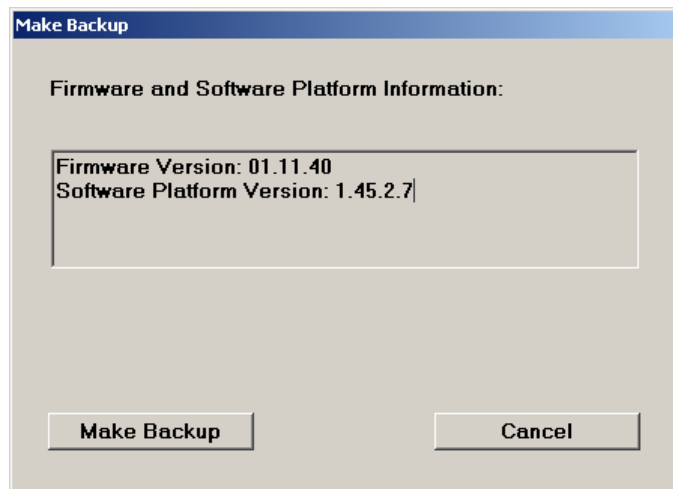 Make Backup
Firmware and Software Platform Information:
Firmware Version: 01.11.40
Software Platform Version: 1.45.2.7
Make Backup
Cancel